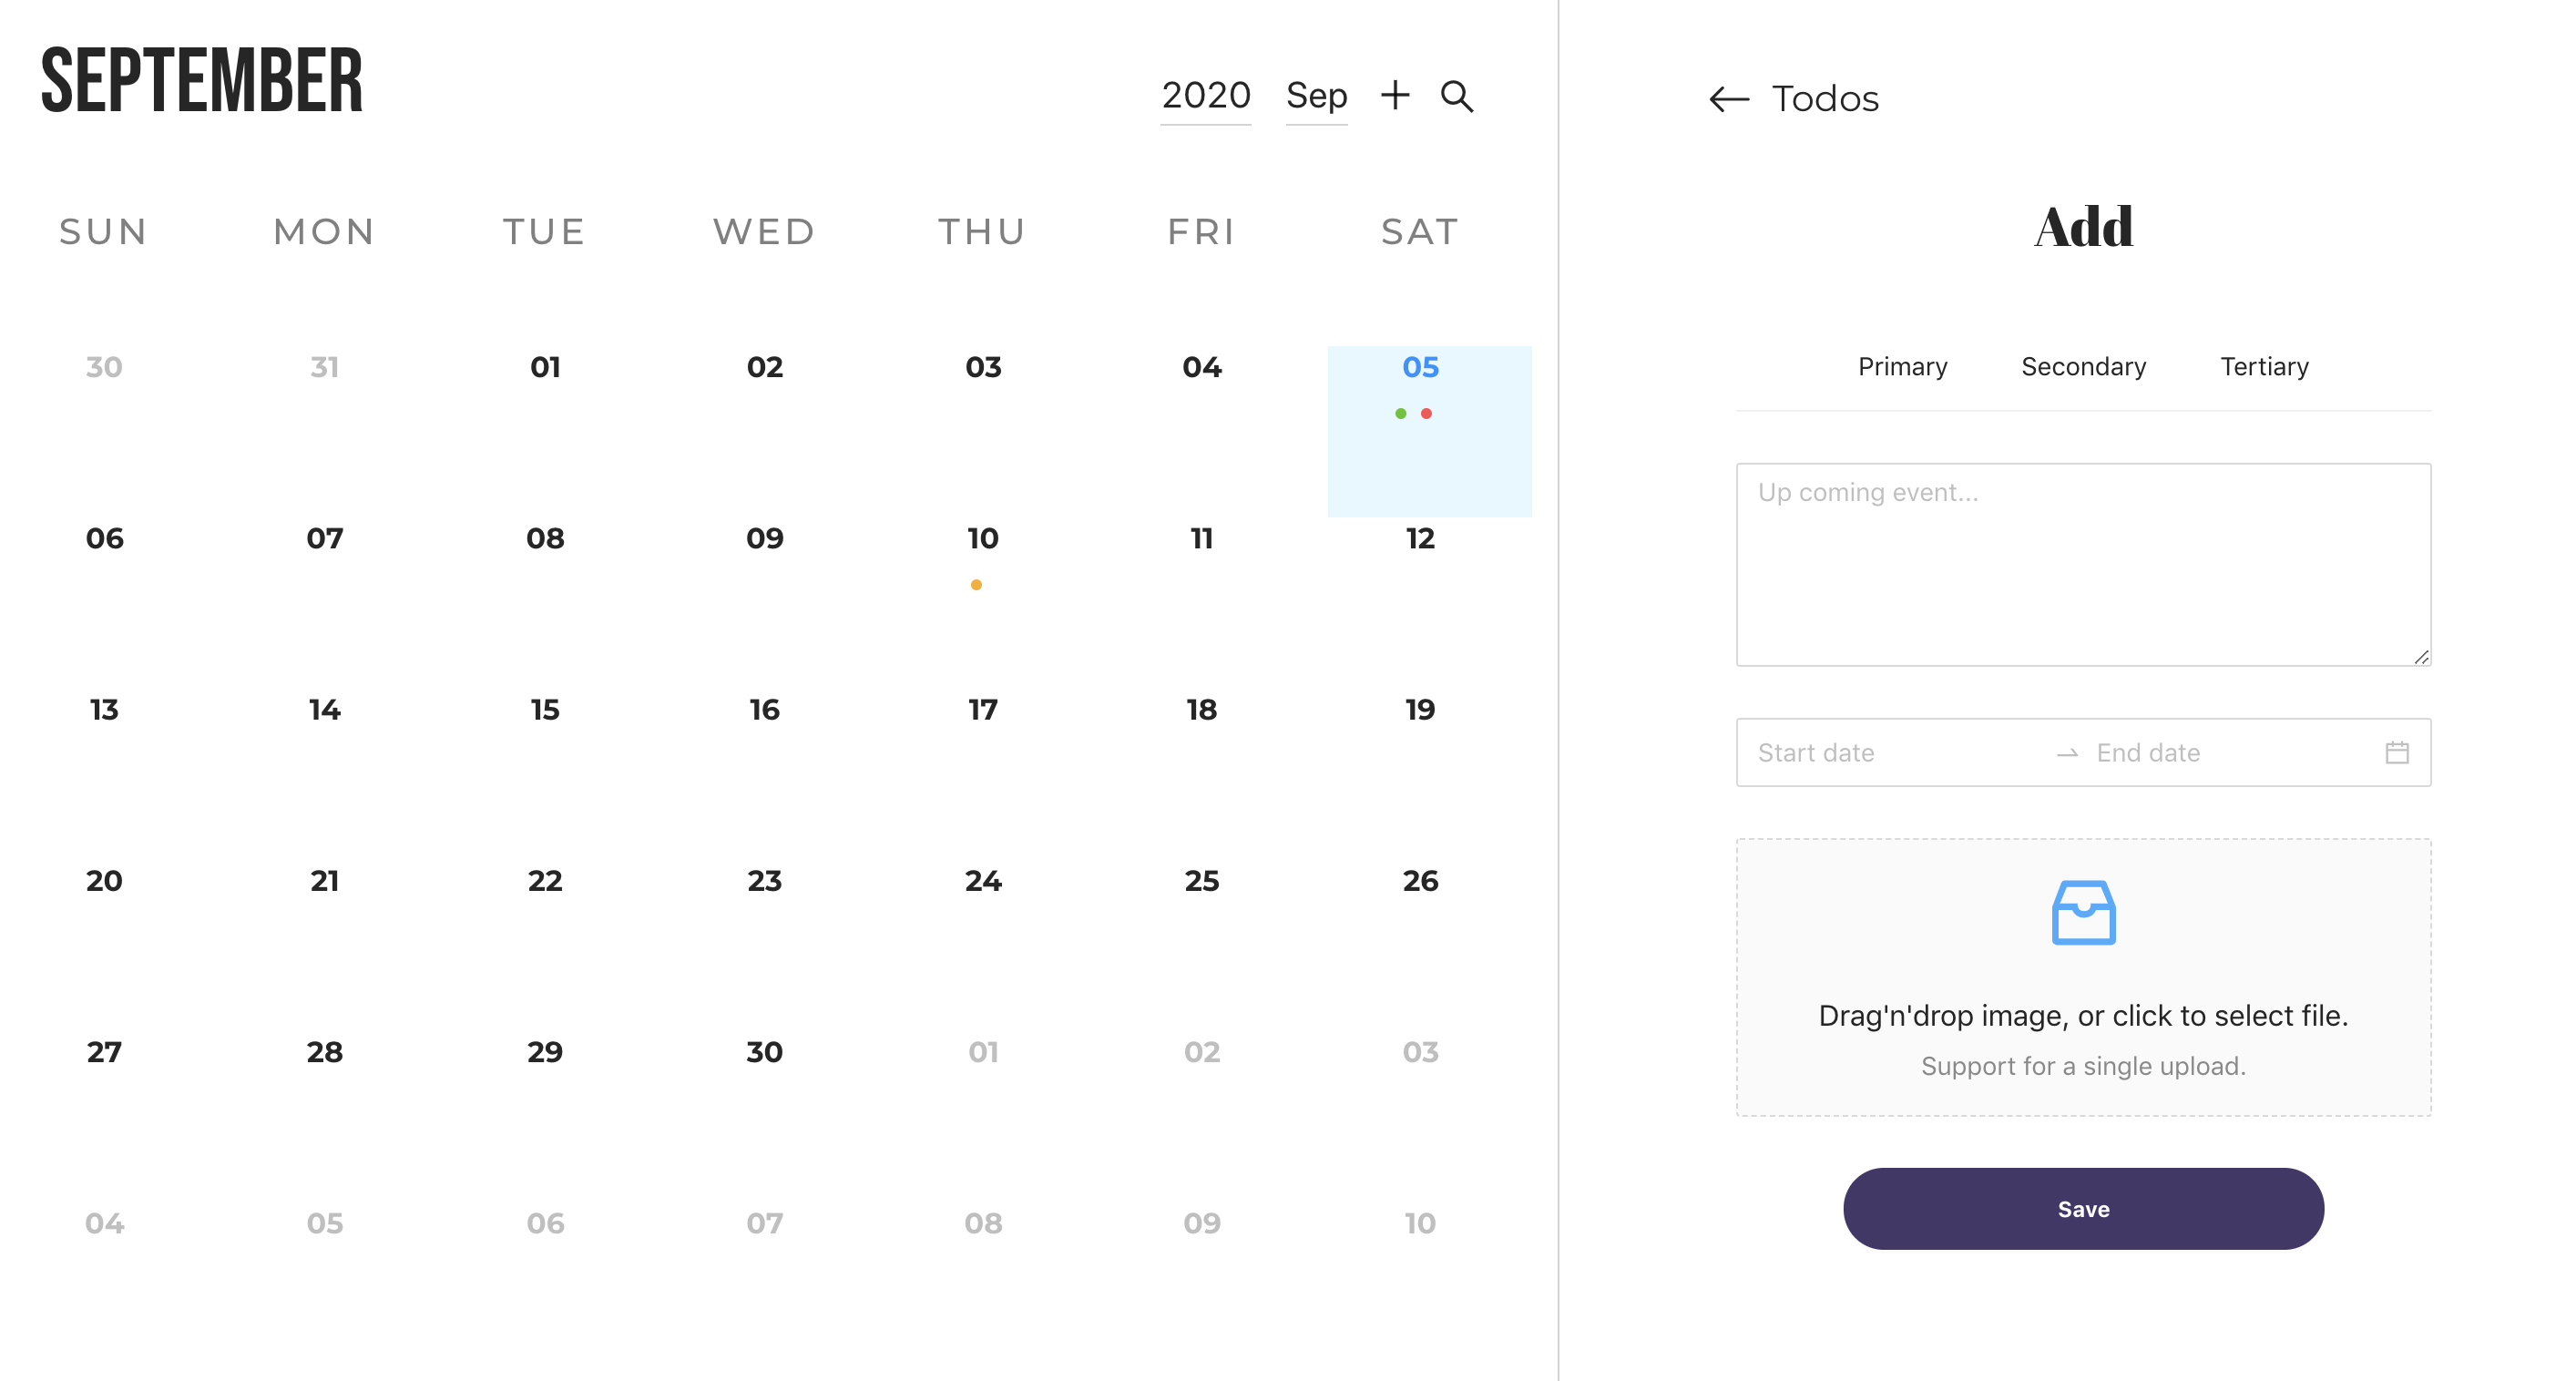 SEPTEMBER
2020 Sep
SUN MON TUE WED THU FRI SAT
30 31 01 02 03 04 05
06 07 08 09 10 11 12
13 14 15 16 17 18 19
20 21 22 23 24 25 26
27 28 29 30 01 02 03
04 05 06 07 08 09 10
Todos
Add
Primary Secondary Tertiary
Up coming event...
Start date End date
Drag'n'drop image, or click to select file.
Support for a single upload.
Save